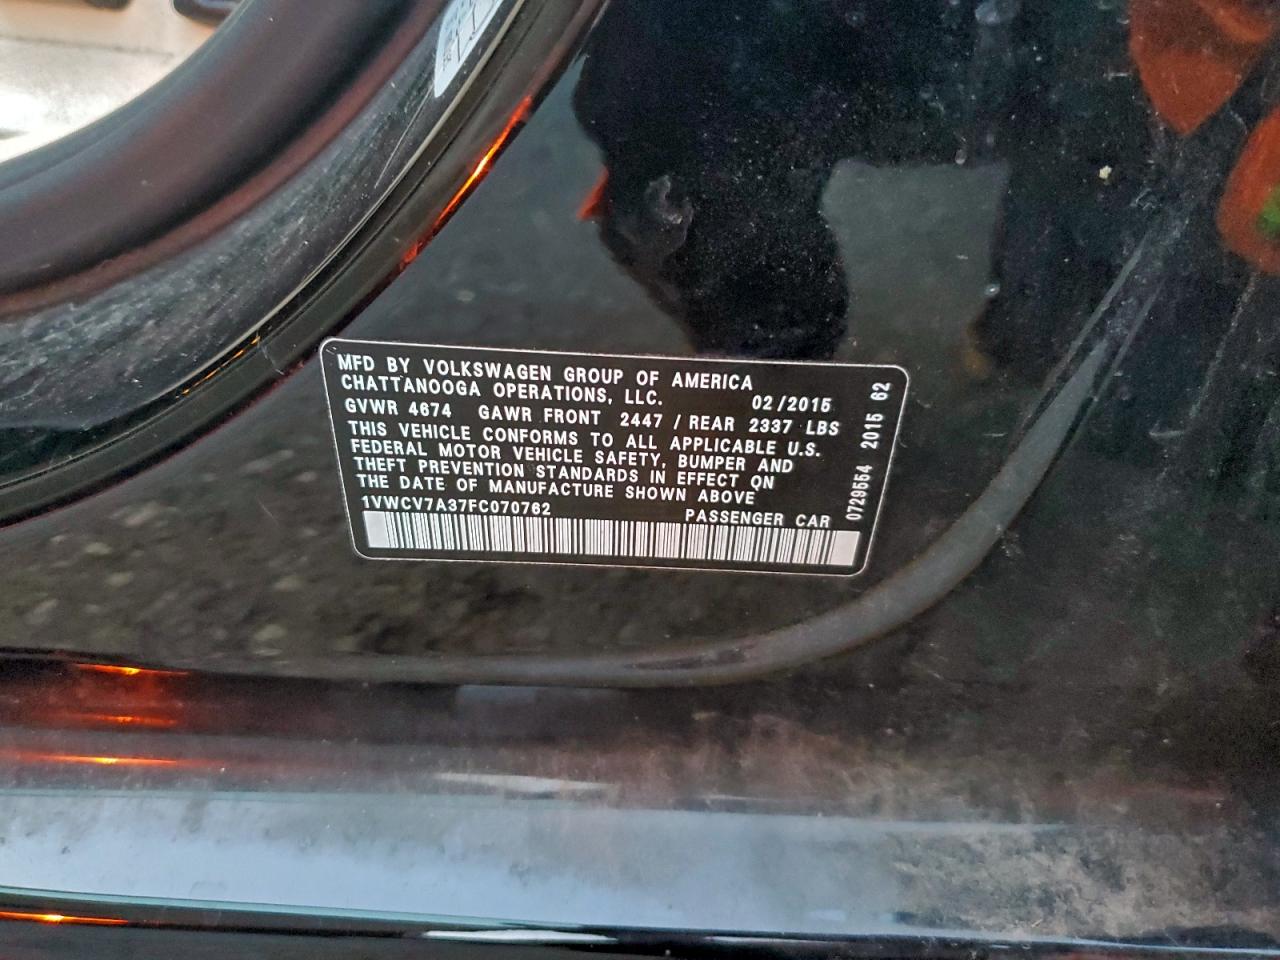 MFD BY VOLKSWAGEN GROUP OF AMERICA
CHATTANOOGA OPERATIONS, LLC. 02/2015
GVWR 4674 GAWR FRONT 2447 / REAR 2337 LBS
THIS VEHICLE CONFORMS TO ALL APPLICABLE U.S.
FEDERAL MOTOR VEHICLE SAFETY, BUMPER AND
THEFT PREVENTION STANDARDS IN EFFECT ON
THE DATE OF MANUFACTURE SHOWN ABOVE
1VWCV7A37FC070762 PASSENGER CAR
0729554 2015 62